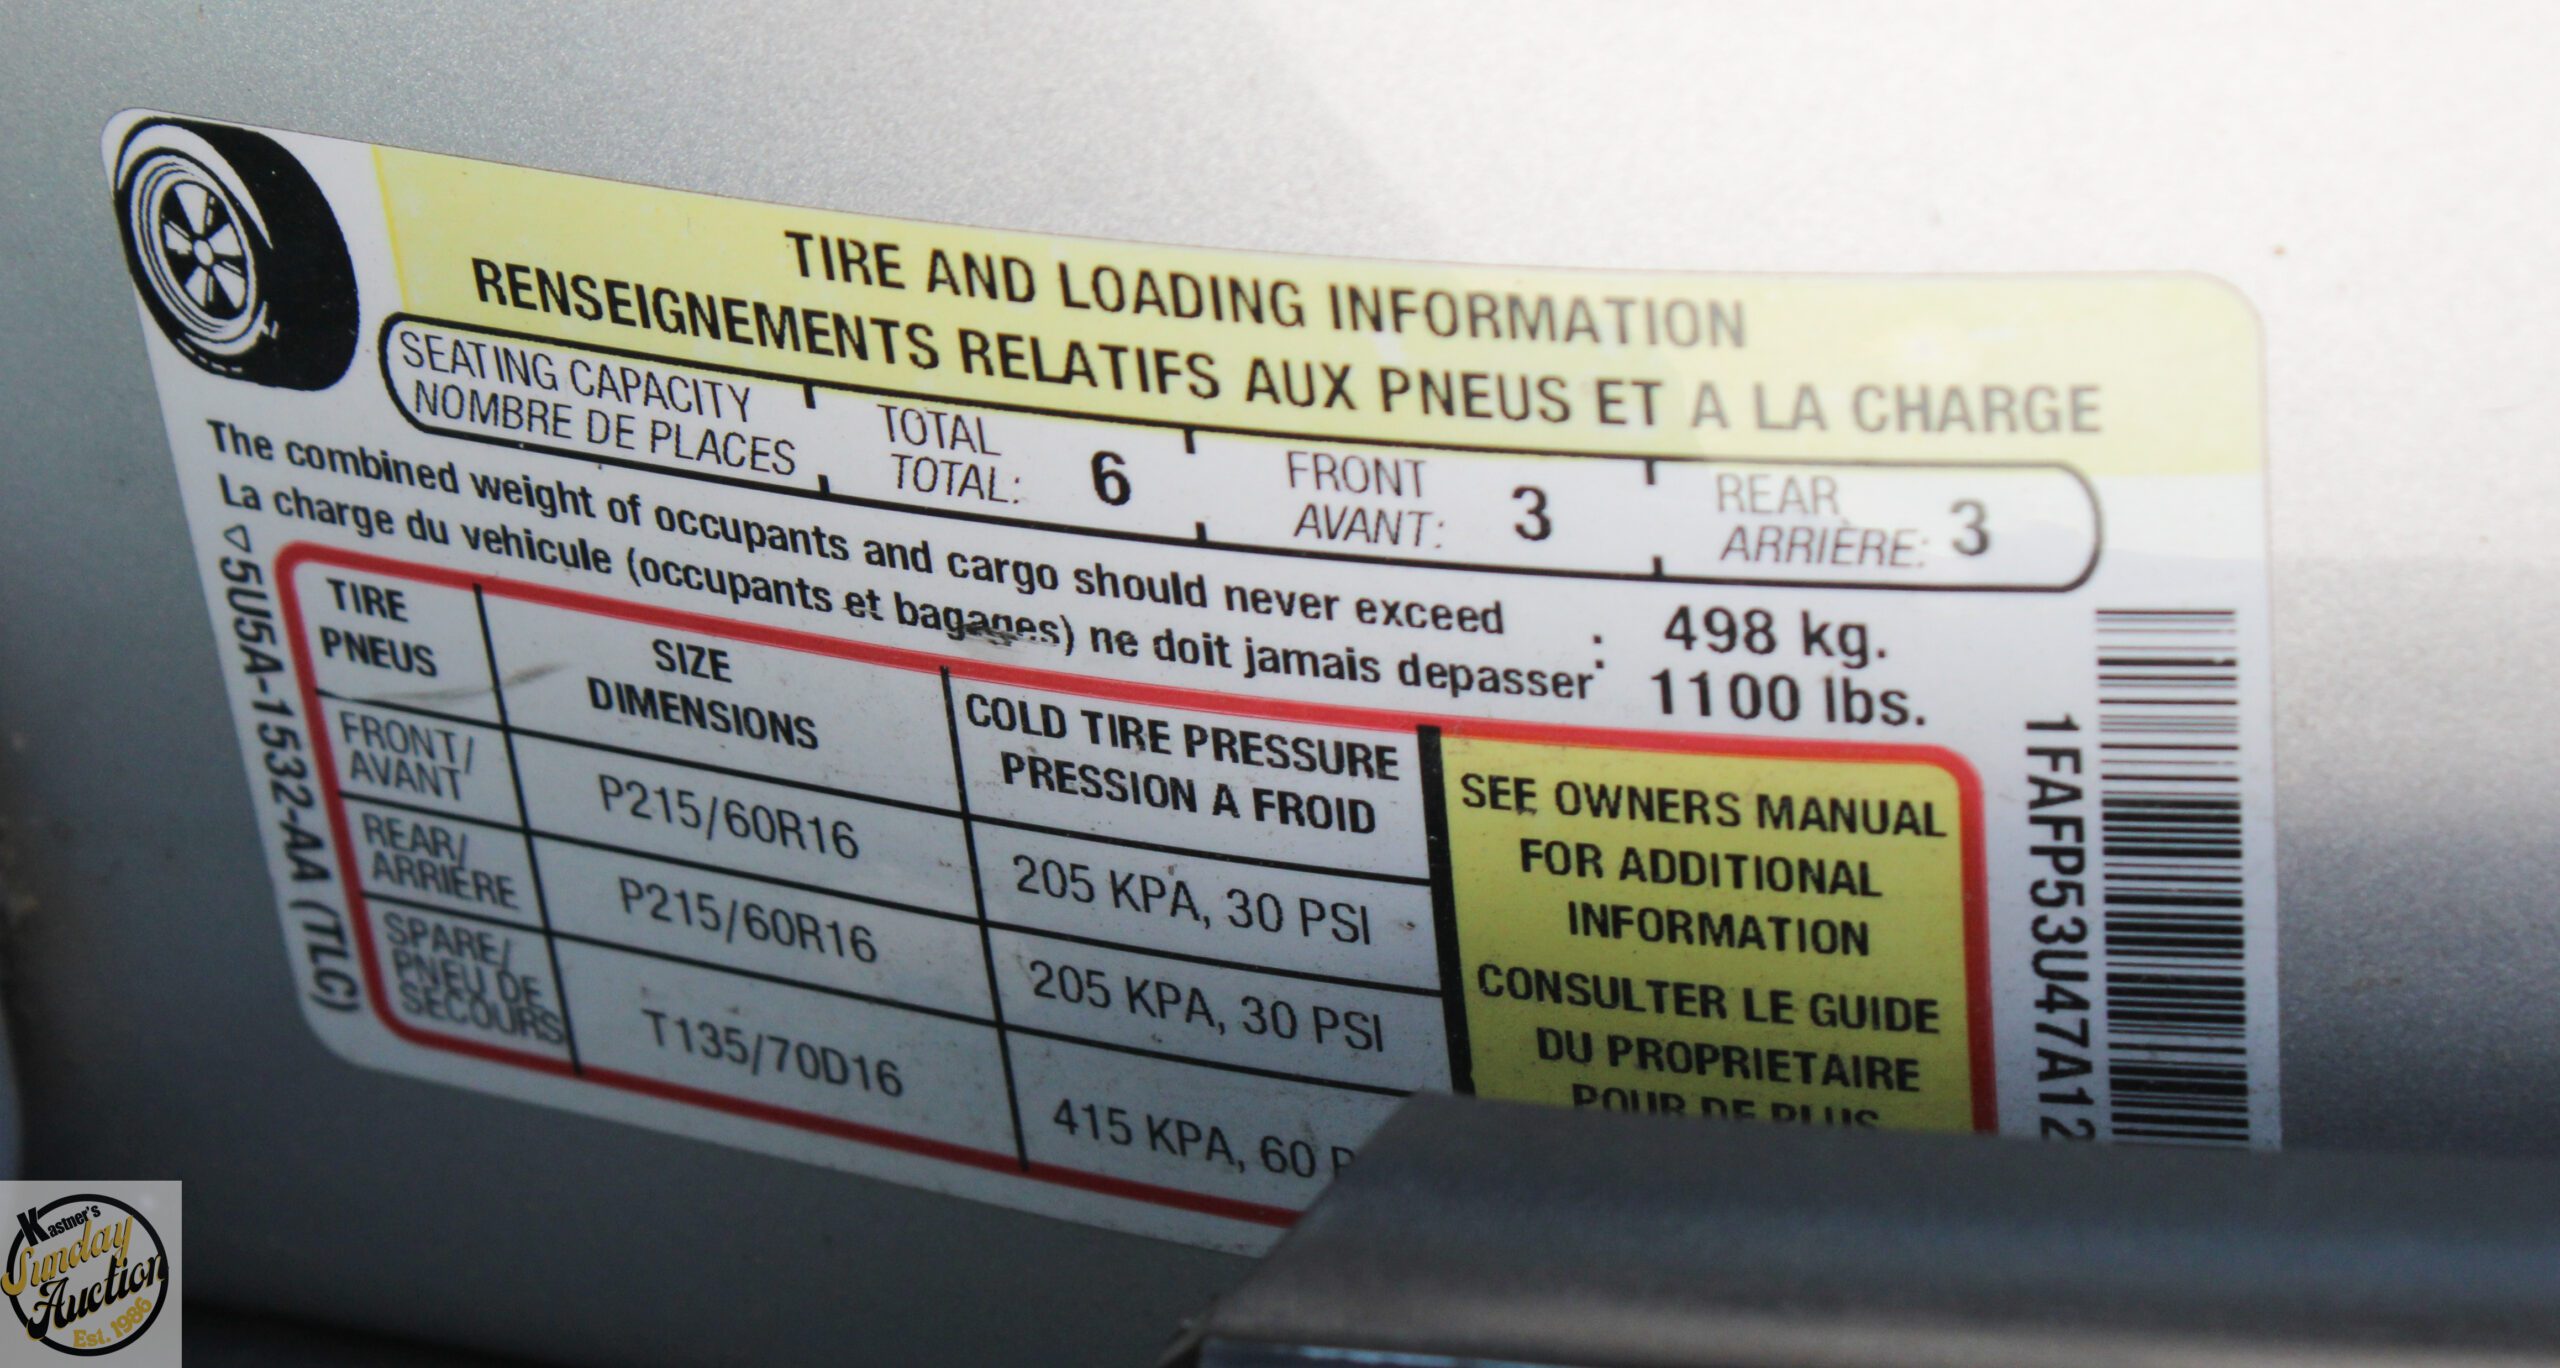 TIRE AND LOADING INFORMATION
RENSEIGNEMENTS RELATIFS AUX PNEUS ET A LA CHARGE
SEATING CAPACITY
NOMBRE DE PLACES
TOTAL
TOTAL: 6
FRONT
AVANT: 3
REAR
ARRIÈRE: 3
The combined weight of occupants and cargo should never exceed : 498 kg.
La charge du vehicule (occupants et bagages) ne doit jamais depasser : 1100 lbs.
5U5A-1532-AA (TLC)
TIRE
PNEUS
SIZE
DIMENSIONS
COLD TIRE PRESSURE
PRESSION A FROID
FRONT/
AVANT
P215/60R16
205 KPA, 30 PSI
REAR/
ARRIERE
P215/60R16
205 KPA, 30 PSI
SPARE/
PNEU DE
SECOURS
T135/70D16
415 KPA, 60 P
SEE OWNERS MANUAL
FOR ADDITIONAL
INFORMATION
CONSULTER LE GUIDE
DU PROPRIETAIRE
POUR DE PLUS
1FAFP53U47A12
Kastner's
Sunday
Auction
Est. 1986